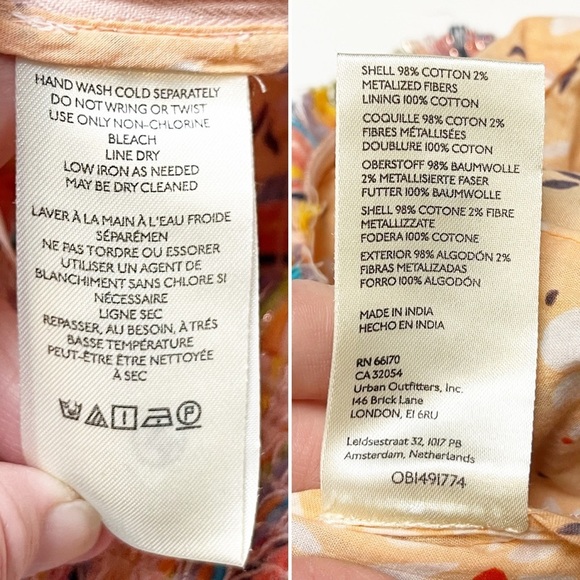 HAND WASH COLD SEPARATELY
DO NOT WRING OR TWIST
USE ONLY NON-CHLORINE
BLEACH
LINE DRY
LOW IRON AS NEEDED
MAY BE DRY CLEANED
LAVER À LA MAIN À L'EAU FROIDE
SÉPARÉMEN
NE PAS TORDRE OU ESSORER
UTILISER UN AGENT DE
BLANCHIMENT SANS CHLORE SI
NÉCESSAIRE
LIGNE SEC
REPASSER, AU BESOIN, À TRÉS
BASSE TEMPÉRATURE
PEUT-ÊTRE ÊTRE NETTOYÉE
À SEC
P
SHELL 98% COTTON 2%
METALIZED FIBERS
LINING 100% COTTON
COQUILLE 98% COTON 2%
FIBRES MÉTALLISÉES
DOUBLURE 100% COTON
OBERSTOFF 98% BAUMWOLLE
2% METALLISIERTE FASER
FUTTER 100% BAUMWOLLE
SHELL 98% COTONE 2% FIBRE
METALLIZZATE
FODERA 100% COTONE
EXTERIOR 98% ALGODÓN 2%
FIBRAS METALIZADAS
FORRO 100% ALGODÓN
MADE IN INDIA
HECHO EN INDIA
RN 66170
CA 32054
Urban Outfitters, Inc.
146 Brick Lane
LONDON, E1 6RU
Leidsestraat 32, 1017 PB
Amsterdam, Netherlands
OB1491774